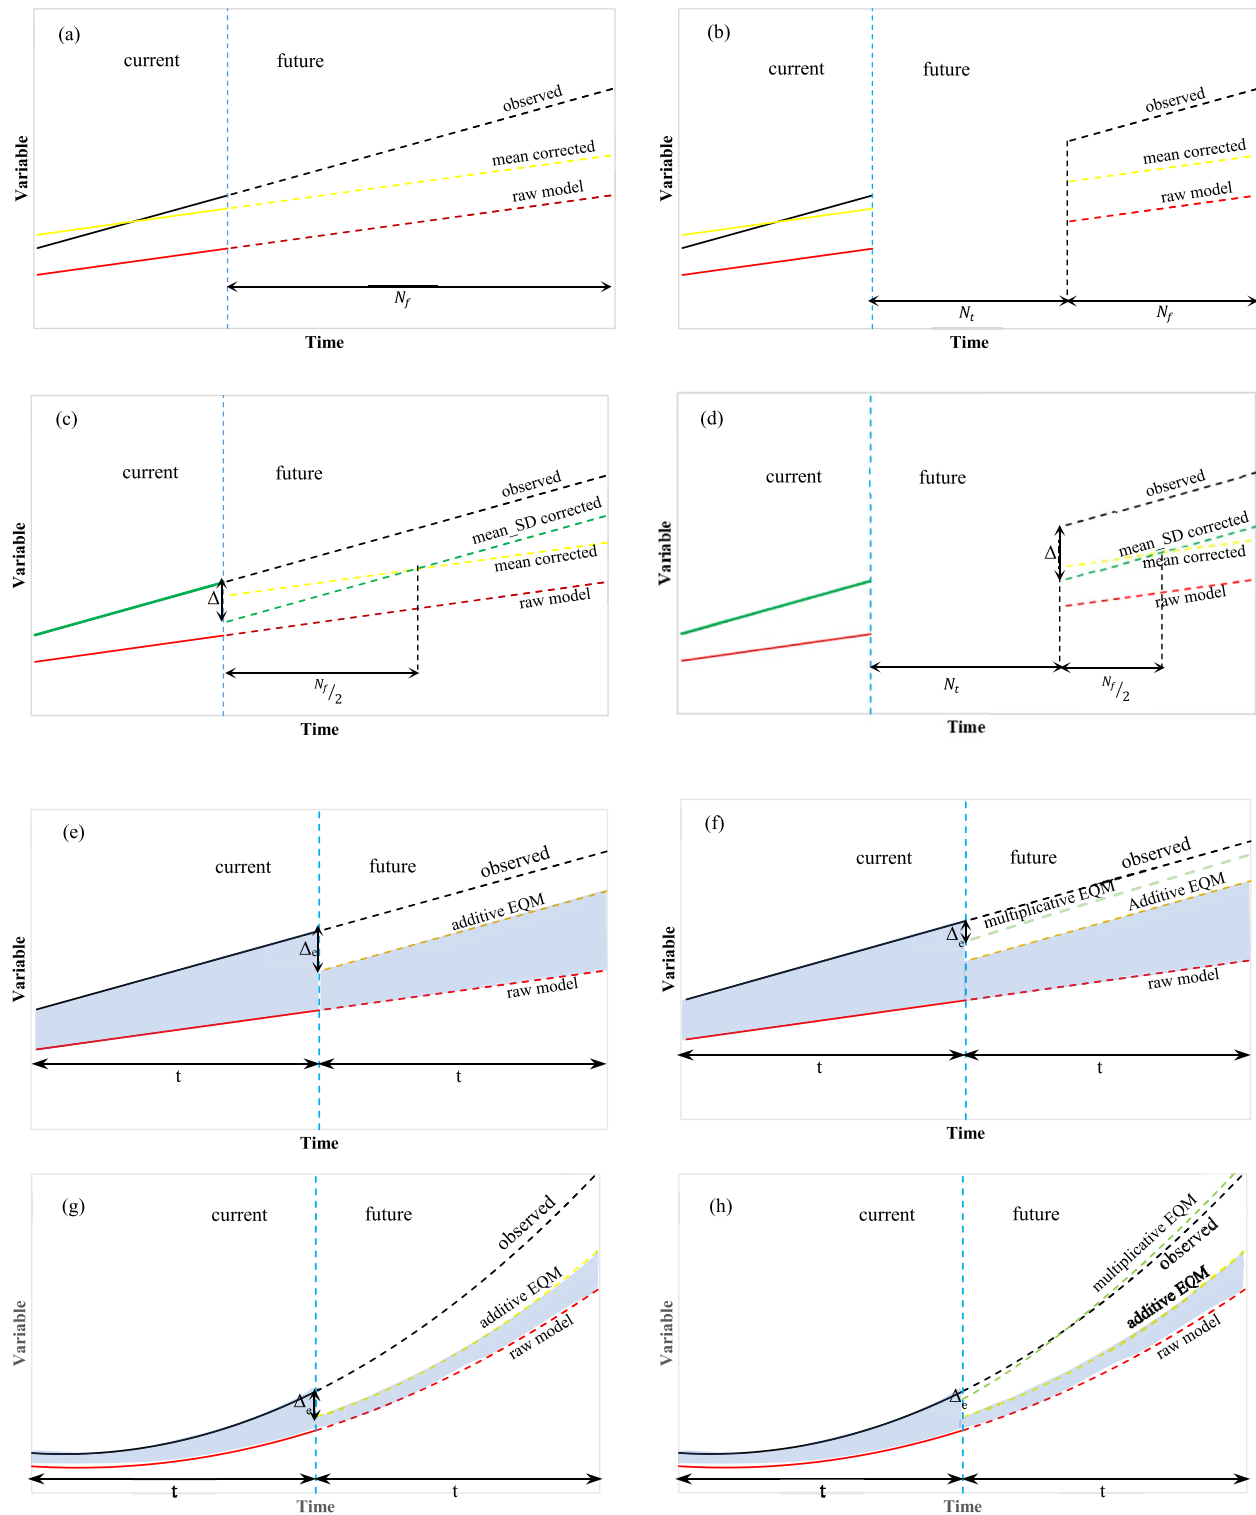 (a)
current
future
observed
mean corrected
raw model
N_f
Variable
Time
(b)
current
future
observed
mean corrected
raw model
N_t
N_f
Variable
Time
(c)
current
future
observed
mean_SD corrected
mean corrected
raw model
Δ
N_f/2
Variable
Time
(d)
current
future
observed
mean_SD corrected
mean corrected
raw model
Δ
N_t
N_f/2
Variable
Time
(e)
current
future
observed
additive EQM
Δe
raw model
t
t
Variable
Time
(f)
current
future
observed
multiplicative EQM
Additive EQM
Δe
raw model
t
t
Variable
Time
(g)
current
future
observed
additive EQM
raw model
Δe
t
t
Variable
Time
(h)
current
future
multiplicative EQM
observed
additive EQM
raw model
Δe
t
t
Variable
Time